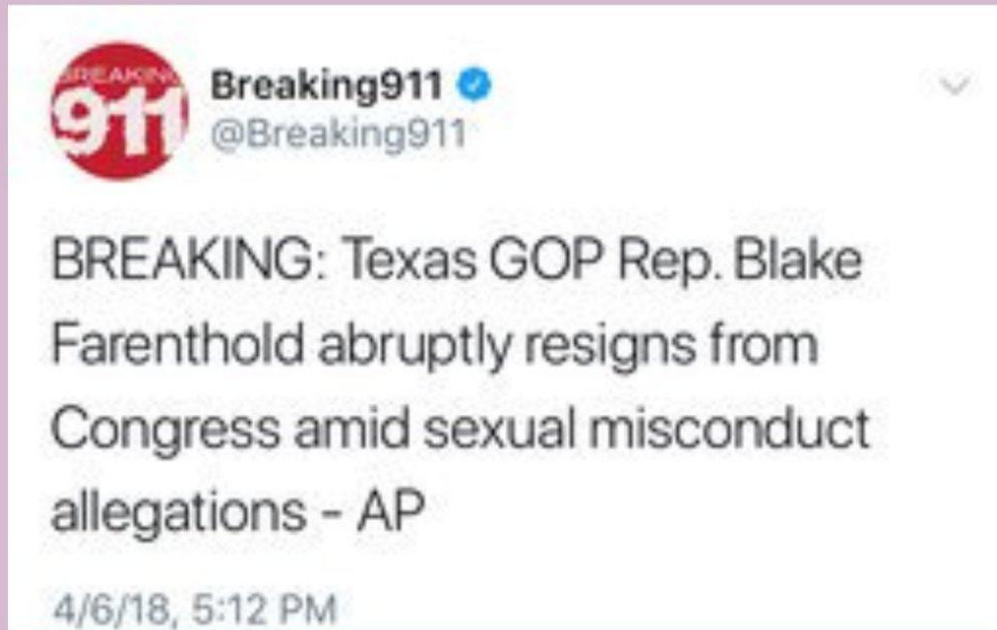 BREAKING
911
Breaking911
@Breaking911
BREAKING: Texas GOP Rep. Blake
Farenthold abruptly resigns from
Congress amid sexual misconduct
allegations - AP
4/6/18, 5:12 PM